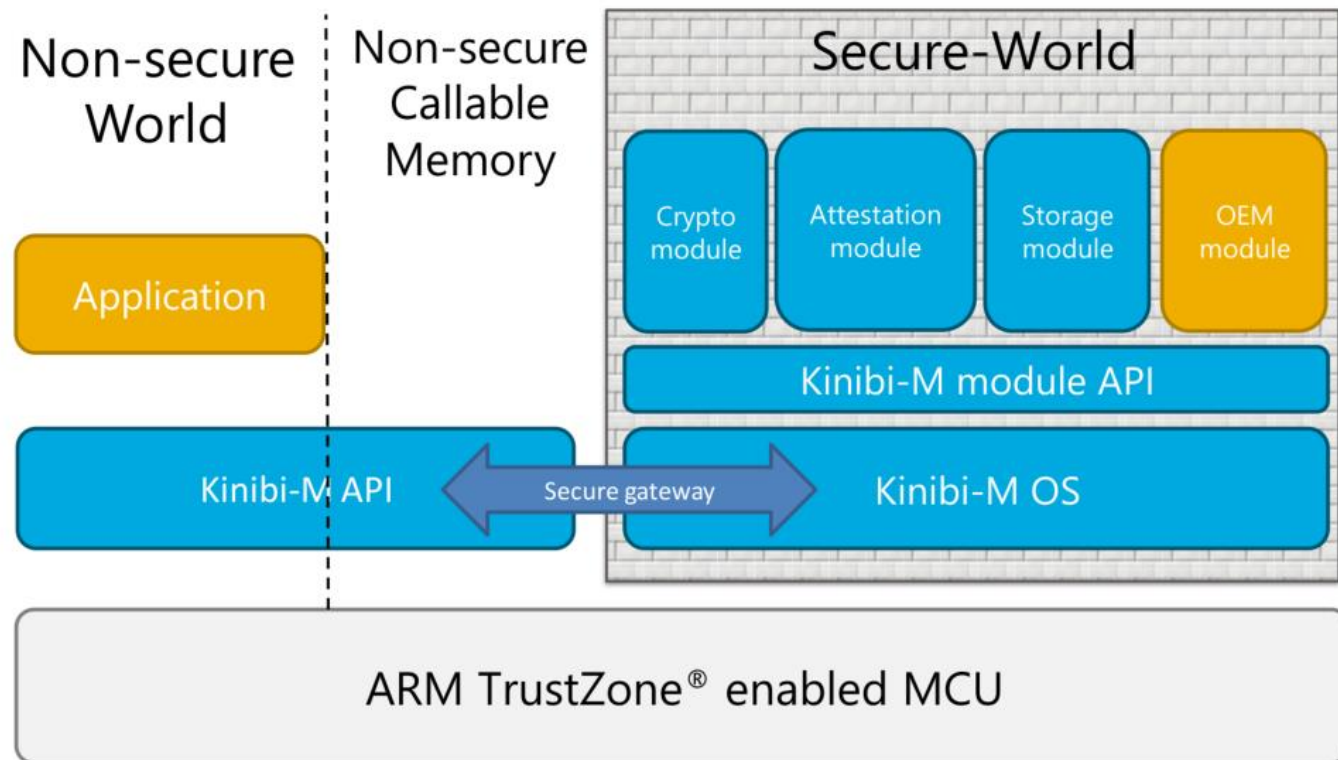 Non-secure
World
Non-secure
Callable
Memory
Secure-World
Crypto
module
Attestation
module
Storage
module
OEM
module
Application
Kinibi-M module API
Kinibi-M API
Secure gateway
Kinibi-M OS
ARM TrustZone® enabled MCU